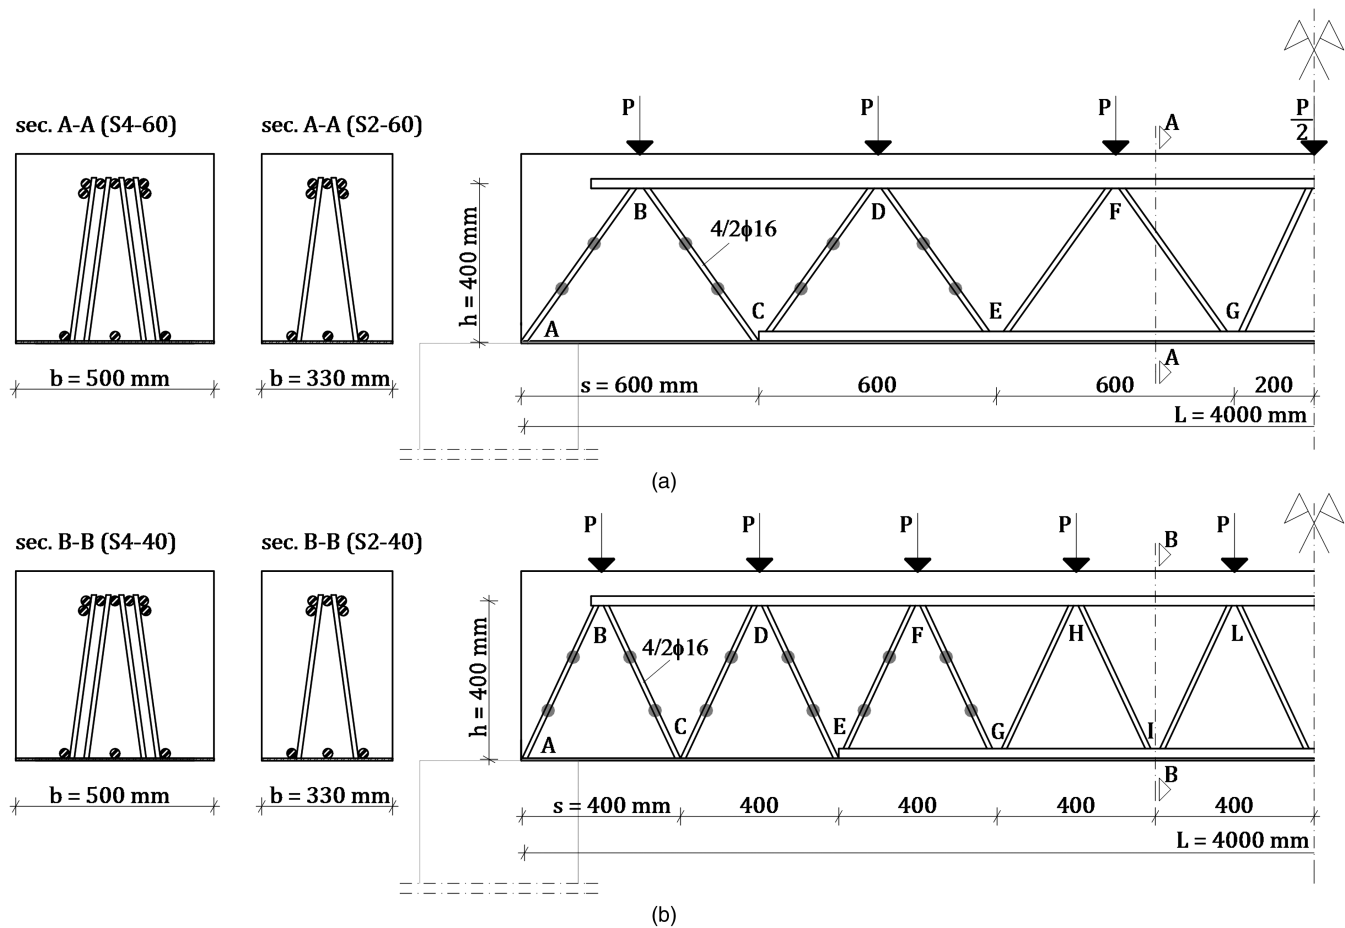 sec. A-A (S4-60)
sec. A-A (S2-60)
b = 500 mm
b = 330 mm
h = 400 mm
P
P
P
P
2
A
B
D
F
4/2ϕ16
A
C
E
G
A
s = 600 mm
600
600
200
L = 4000 mm
(a)
sec. B-B (S4-40)
sec. B-B (S2-40)
b = 500 mm
b = 330 mm
h = 400 mm
P
P
P
P
P
B
B
D
F
H
L
4/2ϕ16
A
C
E
G
I
B
s = 400 mm
400
400
400
400
L = 4000 mm
(b)